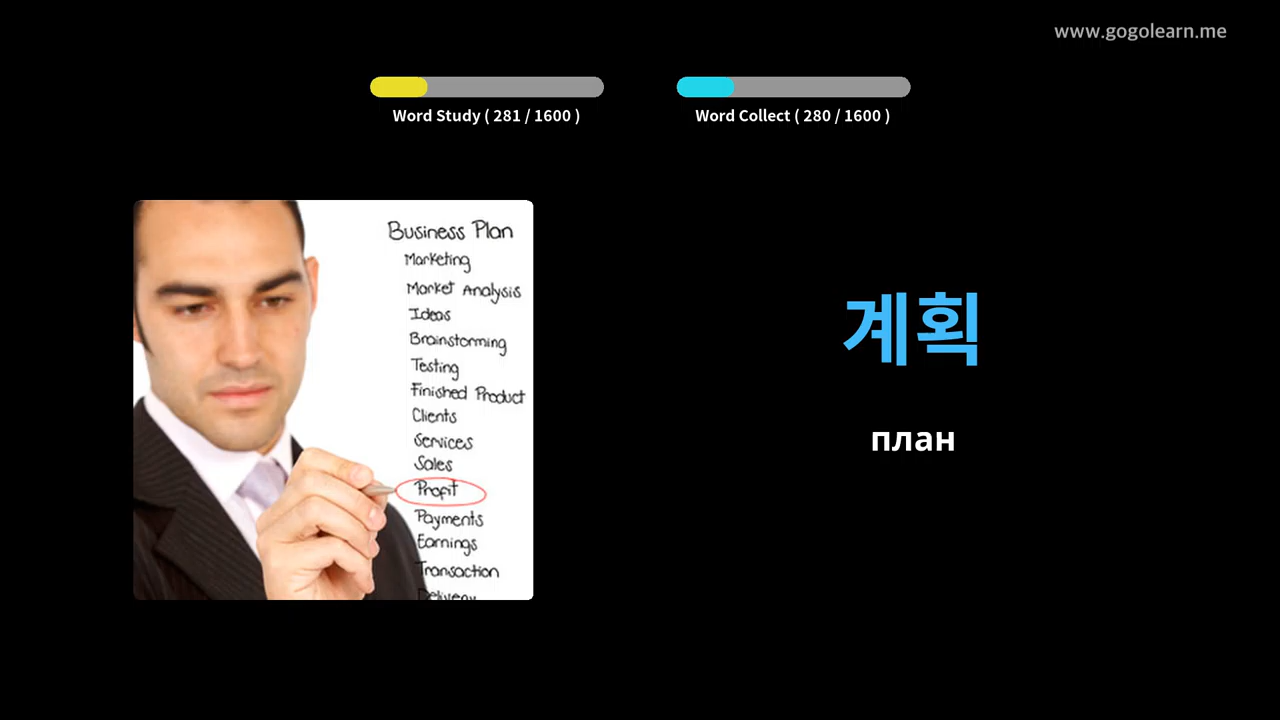 www.gogolearn.me
Word Study ( 281 / 1600 )
Word Collect ( 280 / 1600 )
Business Plan
Marketing
Market Analysis
Ideas
Brainstorming
Testing
Finished Product
Clients
Services
Sales
Profit
Payments
Earnings
Transaction
Delivery
계획
план